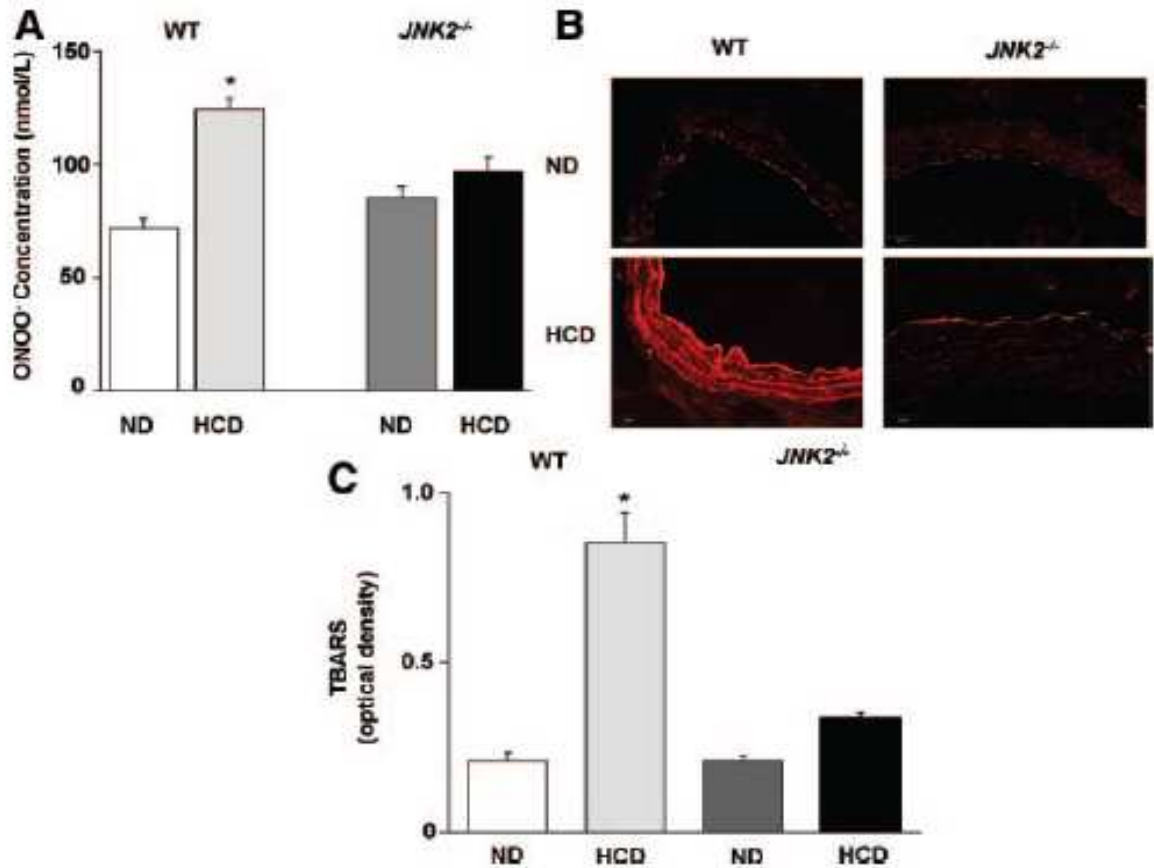 A
WT
JNK2-/-
ONOO- Concentration (nmol/L)
150
100
50
0
*
ND
HCD
ND
HCD
B
WT
JNK2-/-
ND
HCD
C
WT
JNK2-/-
TBARS
(optical density)
1.0
0.5
0
*
ND
HCD
ND
HCD